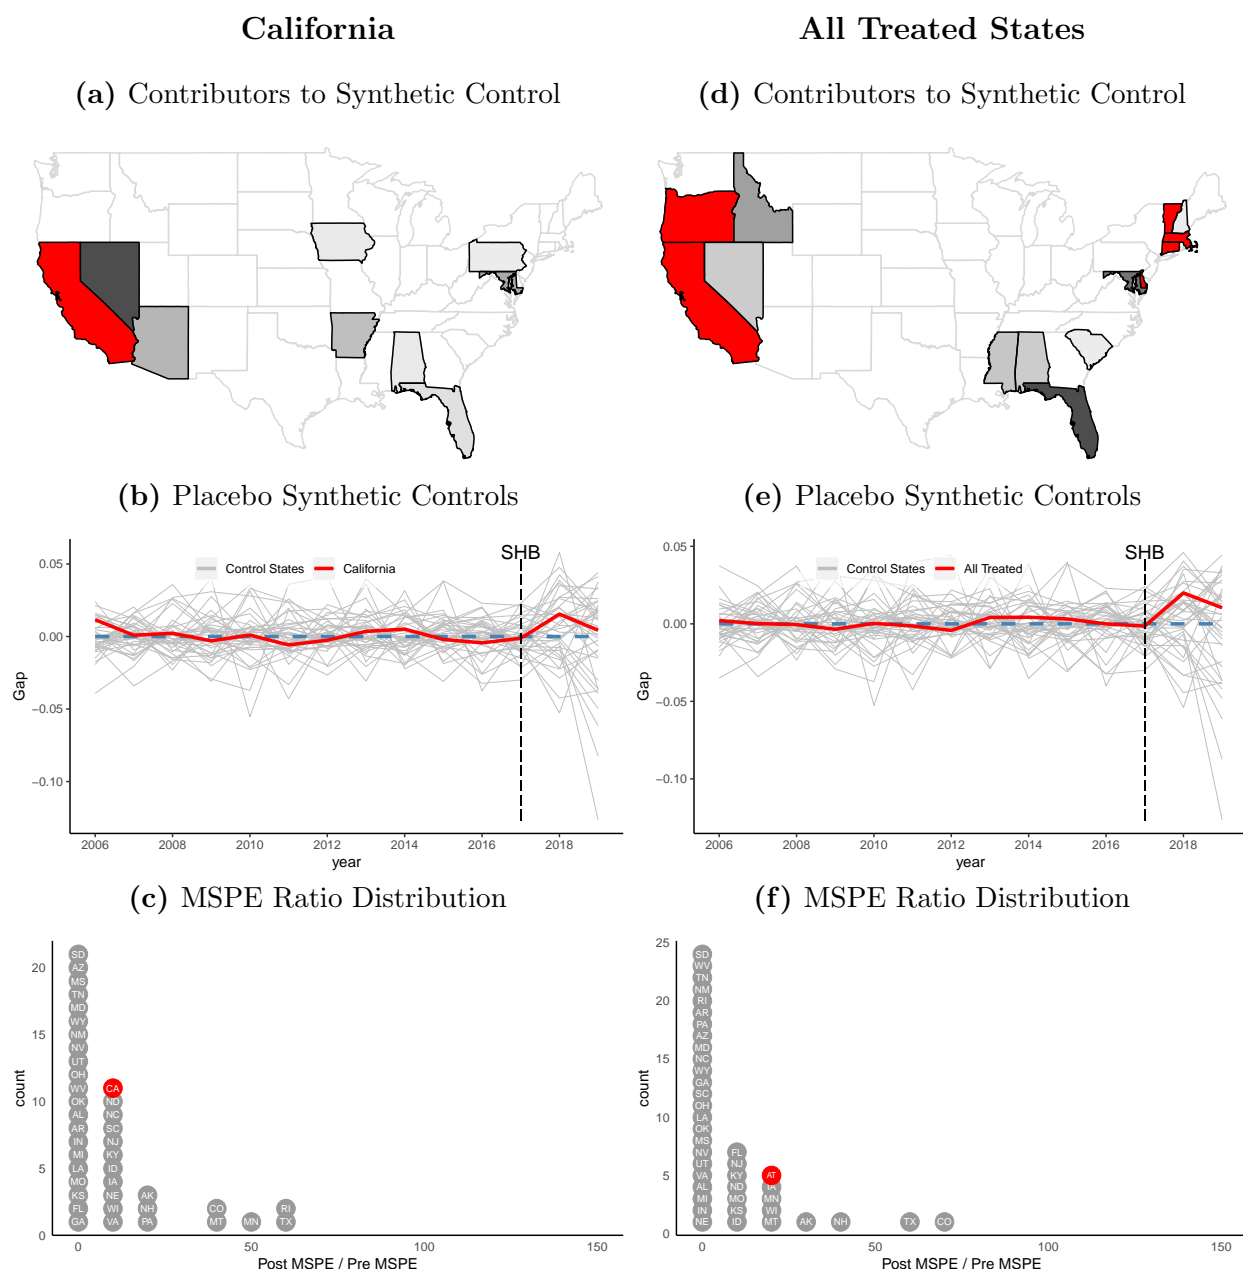 California
(a) Contributors to Synthetic Control
(b) Placebo Synthetic Controls
SHB
Control States
California
0.05
0.00
−0.05
−0.10
Gap
2006
2008
2010
2012
2014
2016
2018
year
(c) MSPE Ratio Distribution
20
15
10
5
0
count
SD
AZ
MS
TN
MD
WY
NM
NV
UT
OH
WV
OK
AL
AR
IN
MI
LA
MO
KS
FL
GA
CA
ND
NC
SC
NJ
KY
ID
IA
NE
WI
VA
AK
NH
PA
CO
MT
MN
RI
TX
0
50
100
150
Post MSPE / Pre MSPE
All Treated States
(d) Contributors to Synthetic Control
(e) Placebo Synthetic Controls
SHB
Control States
All Treated
0.05
0.00
−0.05
−0.10
Gap
2006
2008
2010
2012
2014
2016
2018
year
(f) MSPE Ratio Distribution
25
20
15
10
5
0
count
SD
WV
TN
NM
RI
AR
PA
AZ
MD
NC
WY
GA
SC
OH
LA
OK
MS
NV
UT
VA
AL
MI
IN
NE
FL
NJ
KY
ND
MO
KS
ID
AT
IA
MN
WI
MT
AK
NH
TX
CO
0
50
100
150
Post MSPE / Pre MSPE